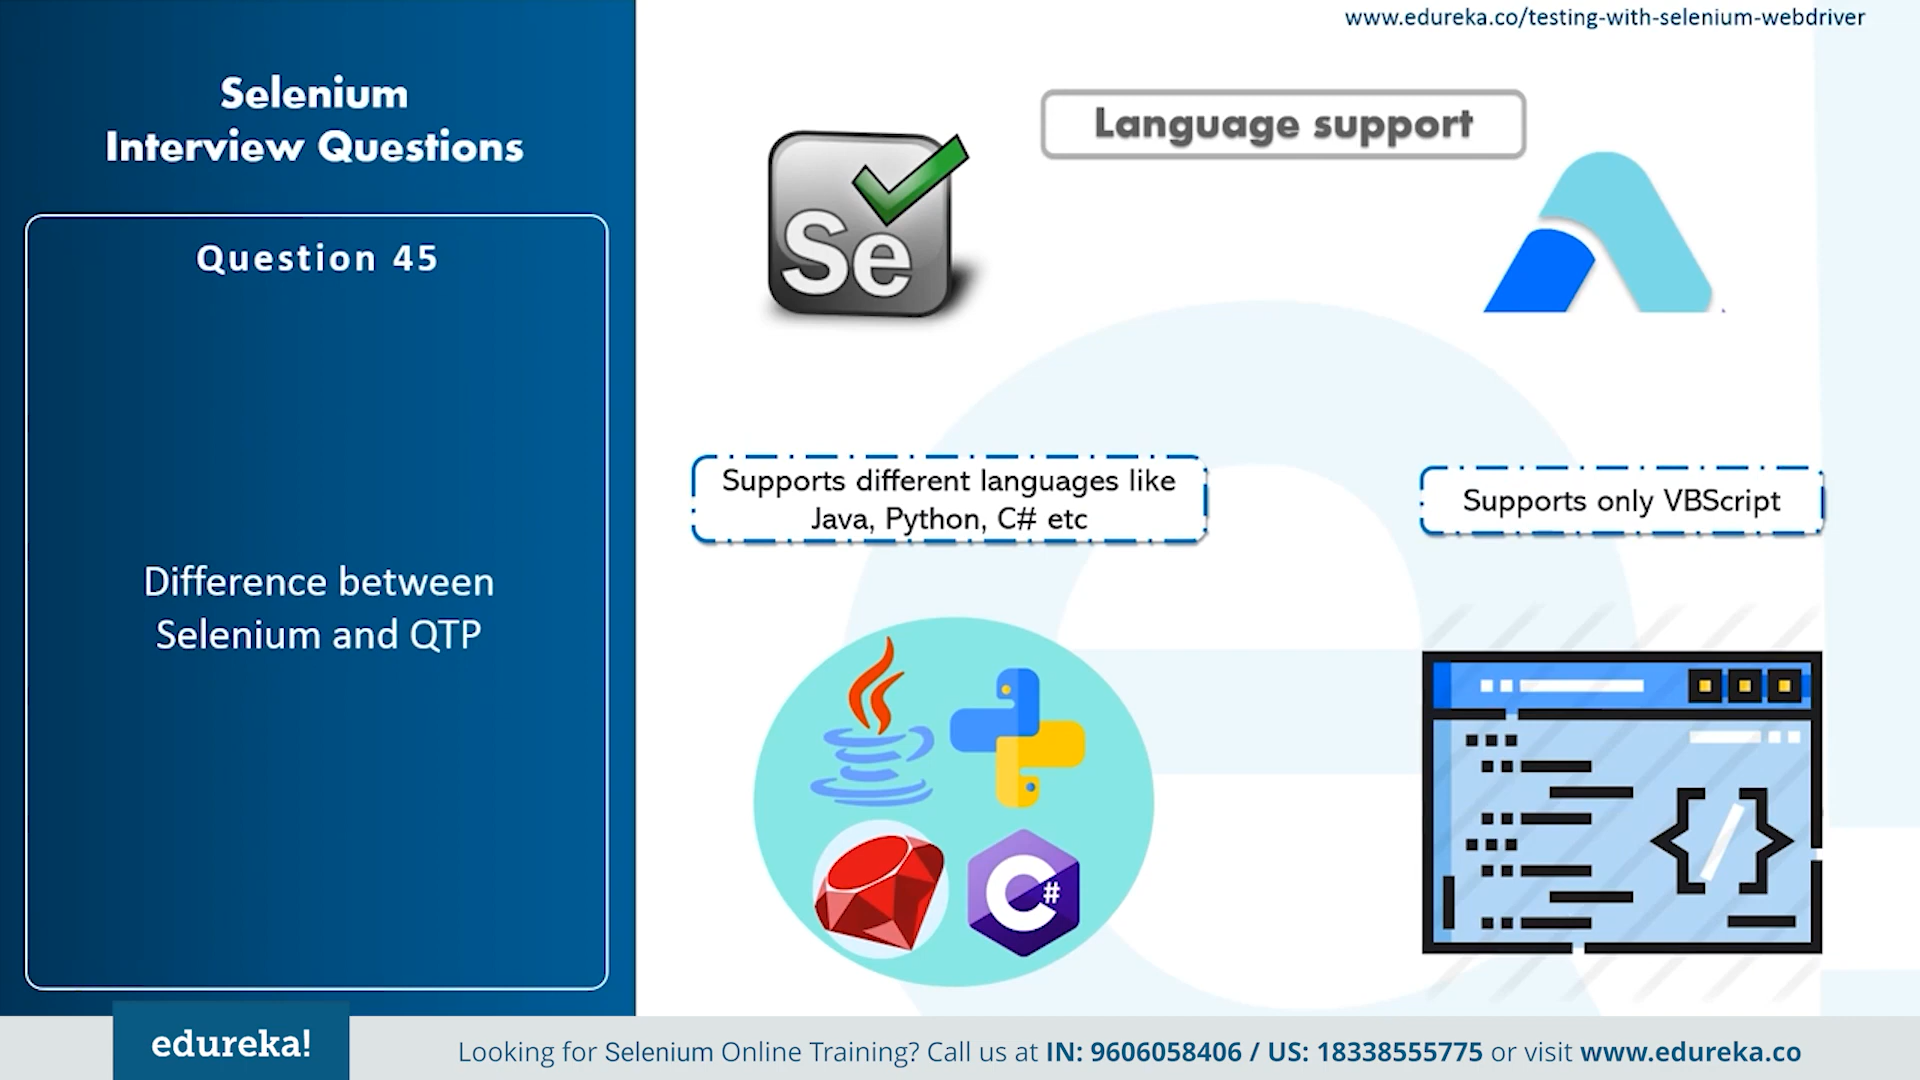 www.edureka.co/testing-with-selenium-webdriver
Selenium
Interview Questions
Question 45
Difference between
Selenium and QTP
Language support
Se
Supports different languages like
Java, Python, C# etc
Supports only VBScript
C#
{/}
edureka!
Looking for Selenium Online Training? Call us at IN: 9606058406 / US: 18338555775 or visit www.edureka.co